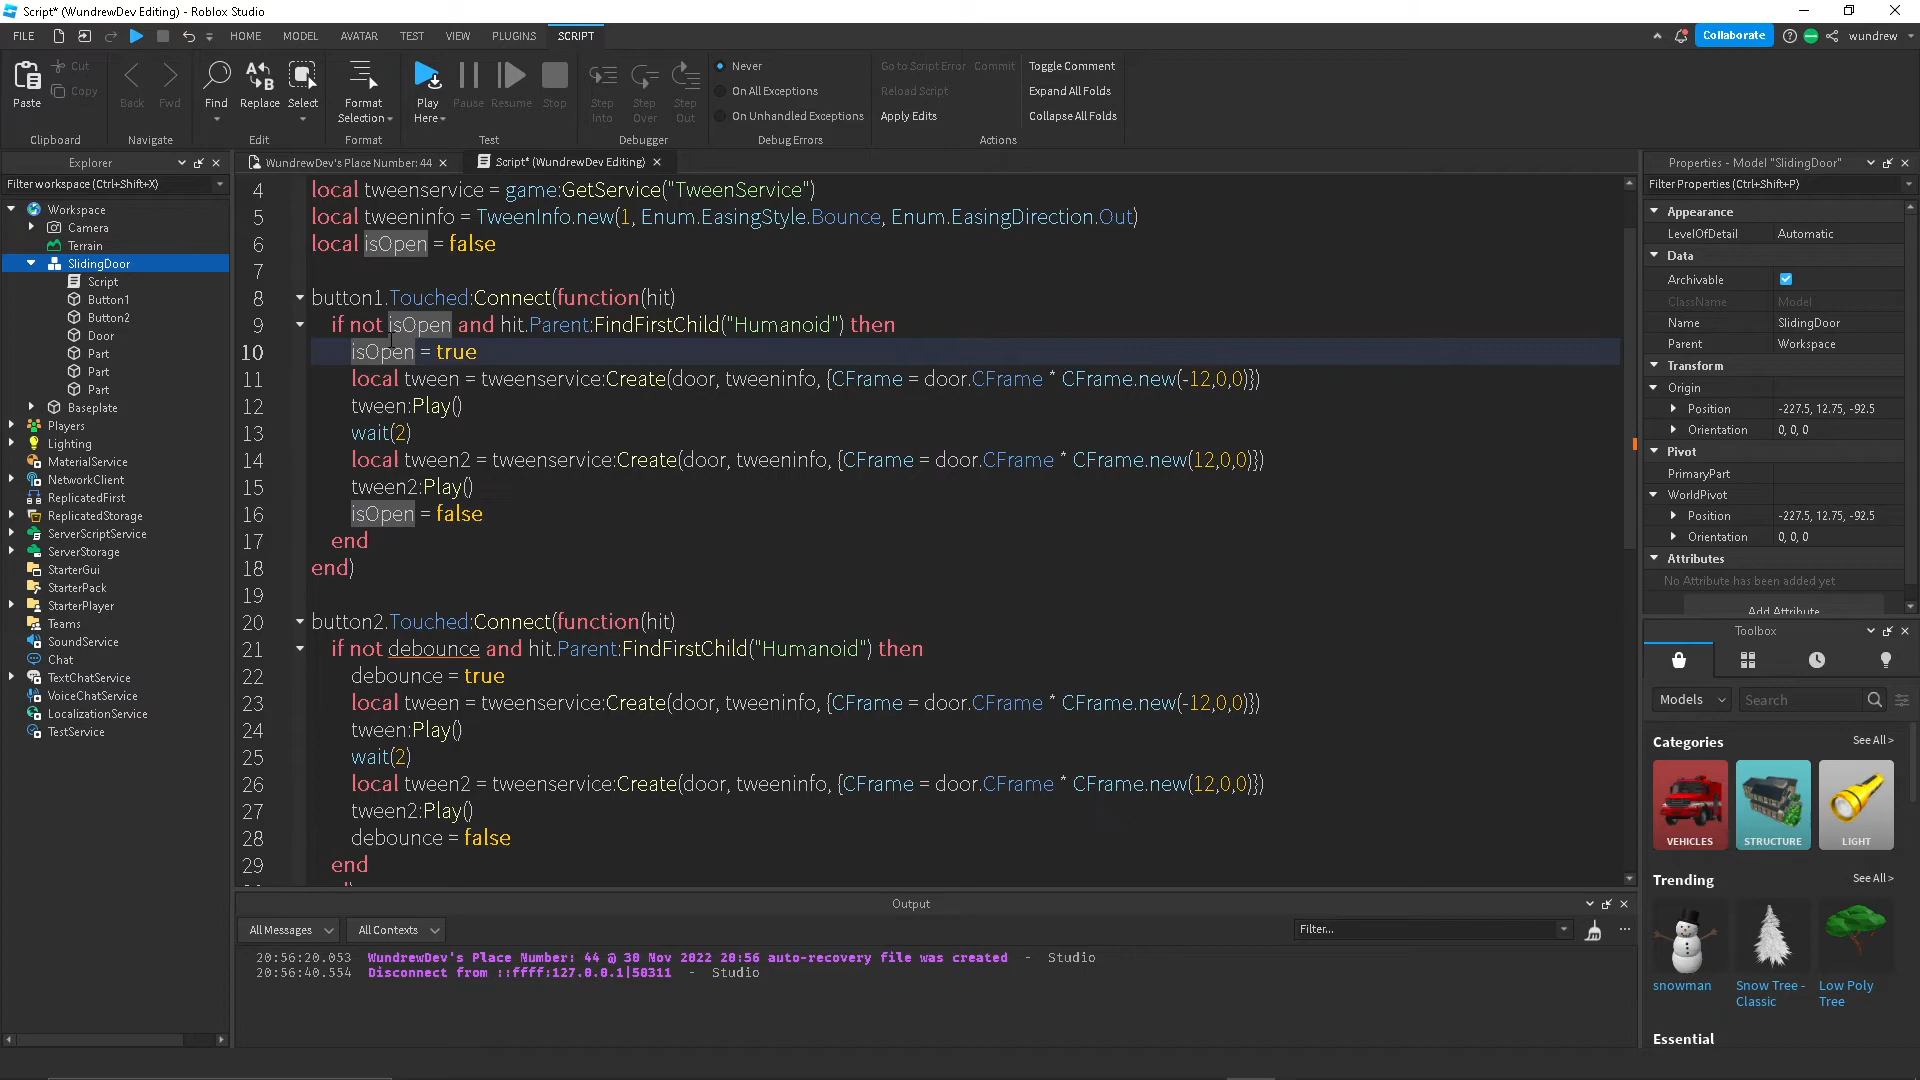 Script* (WundrewDev Editing) - Roblox Studio
FILE HOME MODEL AVATAR TEST VIEW PLUGINS SCRIPT Collaborate wundrew
Paste Cut Copy Back Fwd Find Replace Select Format Selection Play Here Pause Resume Stop Step Into Step Over Step Out
Never
On All Exceptions
On Unhandled Exceptions
Go to Script Error Commit
Reload Script
Apply Edits
Toggle Comment
Expand All Folds
Collapse All Folds
Clipboard Navigate Edit Format Test Debugger Debug Errors Actions
Explorer
Filter workspace (Ctrl+Shift+X)
Workspace
Camera
Terrain
SlidingDoor
Script
Button1
Button2
Door
Part
Part
Part
Baseplate
Players
Lighting
MaterialService
NetworkClient
ReplicatedFirst
ReplicatedStorage
ServerScriptService
ServerStorage
StarterGui
StarterPack
StarterPlayer
Teams
SoundService
Chat
TextChatService
VoiceChatService
LocalizationService
TestService
WundrewDev's Place Number: 44 Script* (WundrewDev Editing)
4 local tweenservice = game:GetService("TweenService")
5 local tweeninfo = TweenInfo.new(1, Enum.EasingStyle.Bounce, Enum.EasingDirection.Out)
6 local isOpen = false
7
8 button1.Touched:Connect(function(hit)
9 if not isOpen and hit.Parent:FindFirstChild("Humanoid") then
10 isOpen = true
11 local tween = tweenservice:Create(door, tweeninfo, {CFrame = door.CFrame * CFrame.new(-12,0,0)})
12 tween:Play()
13 wait(2)
14 local tween2 = tweenservice:Create(door, tweeninfo, {CFrame = door.CFrame * CFrame.new(12,0,0)})
15 tween2:Play()
16 isOpen = false
17 end
18 end)
19
20 button2.Touched:Connect(function(hit)
21 if not debounce and hit.Parent:FindFirstChild("Humanoid") then
22 debounce = true
23 local tween = tweenservice:Create(door, tweeninfo, {CFrame = door.CFrame * CFrame.new(-12,0,0)})
24 tween:Play()
25 wait(2)
26 local tween2 = tweenservice:Create(door, tweeninfo, {CFrame = door.CFrame * CFrame.new(12,0,0)})
27 tween2:Play()
28 debounce = false
29 end
Output
All Messages All Contexts Filter...
20:56:20.053 WundrewDev's Place Number: 44 @ 30 Nov 2022 20:56 auto-recovery file was created - Studio
20:56:40.554 Disconnect from ::ffff:127.0.0.1|50311 - Studio
Properties - Model "SlidingDoor"
Filter Properties (Ctrl+Shift+P)
Appearance
LevelOfDetail Automatic
Data
Archivable
ClassName Model
Name SlidingDoor
Parent Workspace
Transform
Origin
Position -227.5, 12.75, -92.5
Orientation 0, 0, 0
Pivot
PrimaryPart
WorldPivot
Position -227.5, 12.75, -92.5
Orientation 0, 0, 0
Attributes
No Attribute has been added yet
Add Attribute
Toolbox
Models Search
Categories See All >
VEHICLES STRUCTURE LIGHT
Trending See All >
snowman
Snow Tree - Classic
Low Poly Tree
Essential